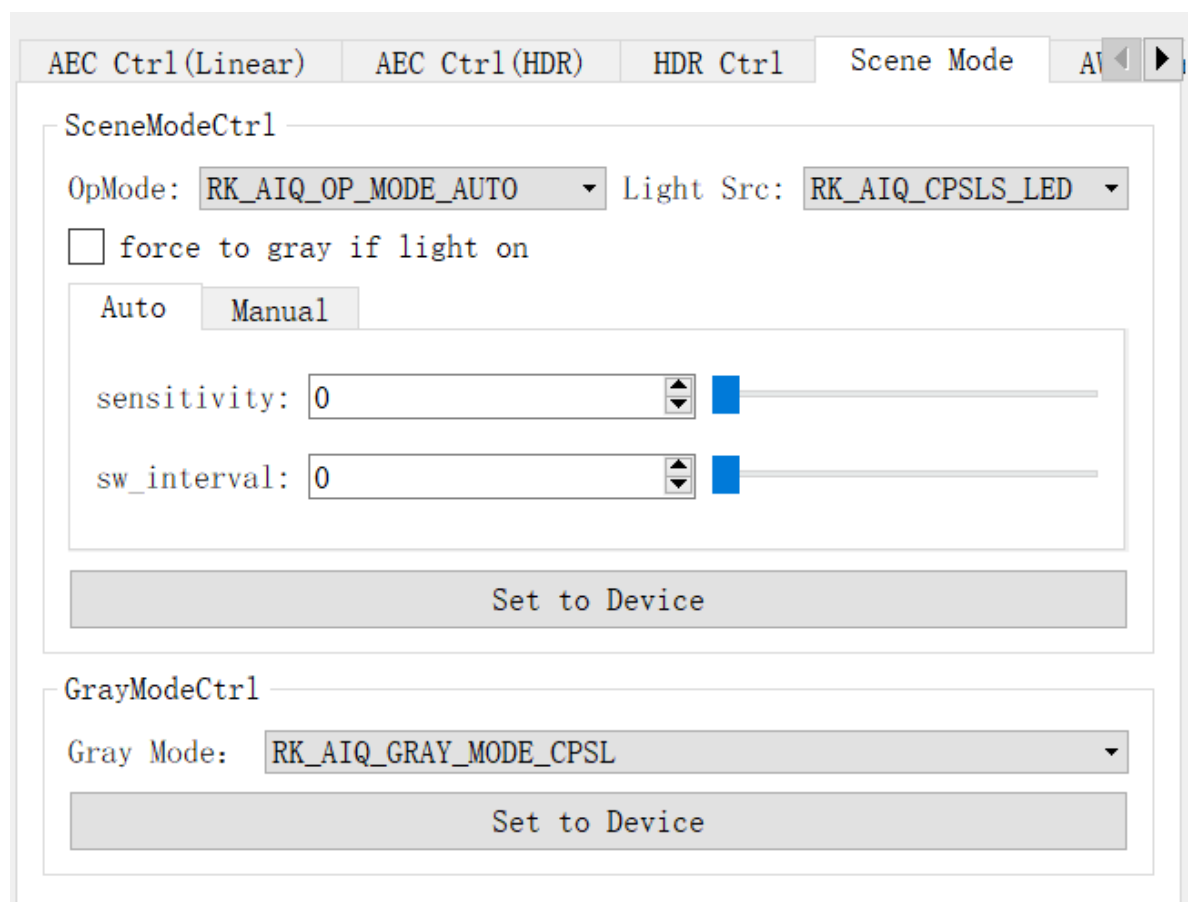 AEC Ctrl(Linear) AEC Ctrl(HDR) HDR Ctrl Scene Mode
SceneModeCtrl
OpMode: RK_AIQ_OP_MODE_AUTO Light Src: RK_AIQ_CPSLS_LED
force to gray if light on
Auto Manual
sensitivity: 0
sw_interval: 0
Set to Device
GrayModeCtrl
Gray Mode: RK_AIQ_GRAY_MODE_CPSL
Set to Device